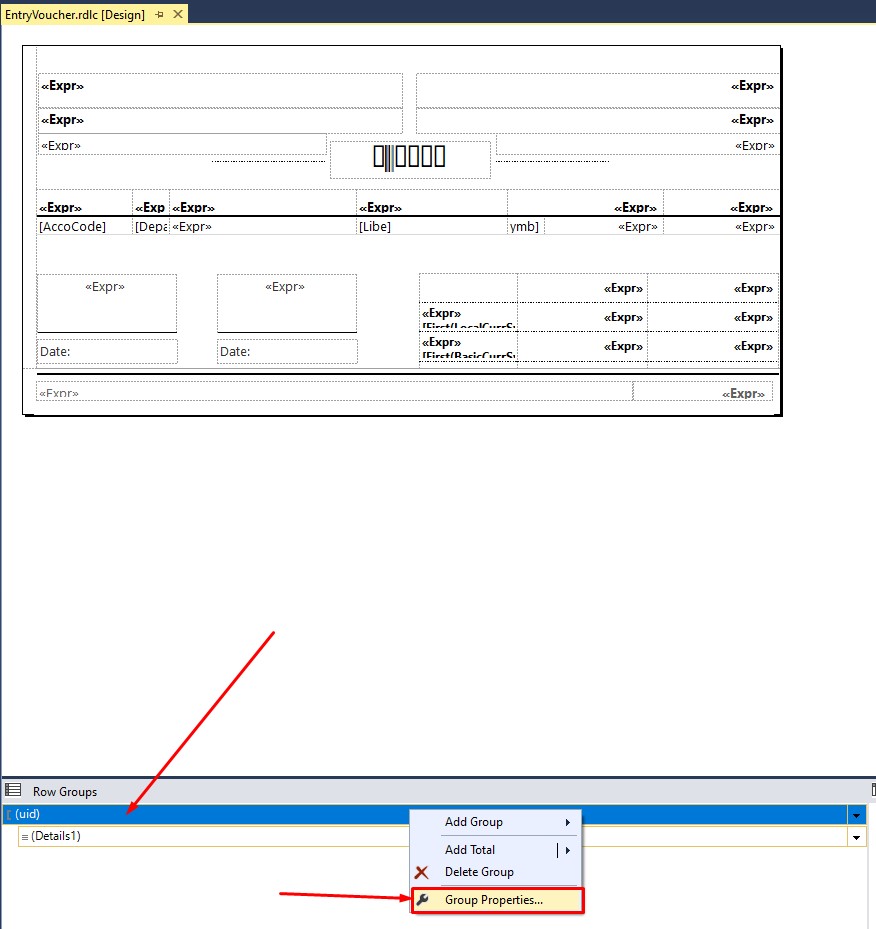 EntryVoucher.rdlc [Design]
«Expr» «Expr»
«Expr» «Expr»
«Expr» «Expr»
«Expr» «Exp «Expr» «Expr» «Expr» «Expr»
[AccoCode] [Depa «Expr» [Libe] ymb] «Expr» «Expr»
«Expr» «Expr» «Expr» «Expr»
«Expr» «Expr» «Expr»
[First(LocalCurrSy
«Expr» «Expr» «Expr»
[First(BasicCurrSy
Date: Date:
«Expr» «Expr»
Row Groups
(uid)
(Details1)
Add Group
Add Total
Delete Group
Group Properties...